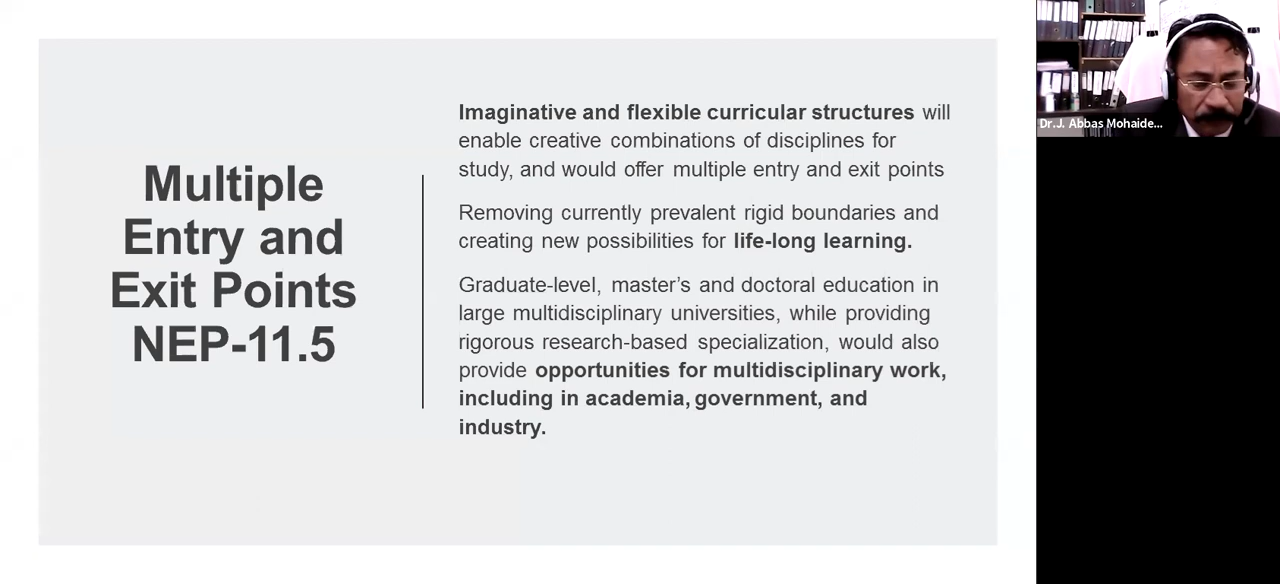 Multiple
Entry and
Exit Points
NEP-11.5
Imaginative and flexible curricular structures will
enable creative combinations of disciplines for
study, and would offer multiple entry and exit points
Removing currently prevalent rigid boundaries and
creating new possibilities for life-long learning.
Graduate-level, master's and doctoral education in
large multidisciplinary universities, while providing
rigorous research-based specialization, would also
provide opportunities for multidisciplinary work,
including in academia, government, and
industry.
Dr.J. Abbas Mohaide...